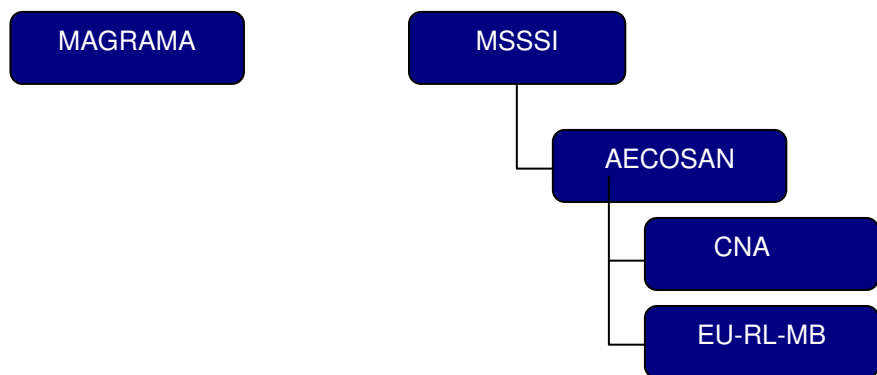 MAGRAMA
MSSSI
AECOSAN
CNA
EU-RL-MB